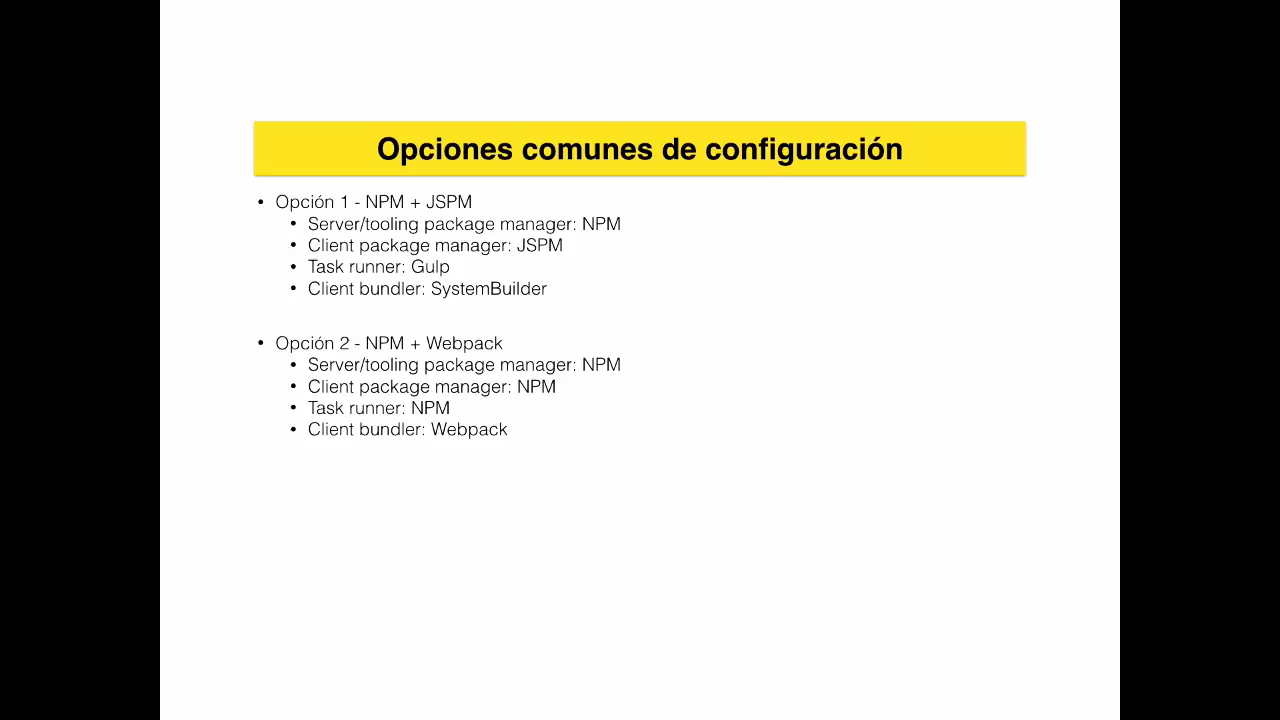 Opciones comunes de configuración
• Opción 1 - NPM + JSPM
• Server/tooling package manager: NPM
• Client package manager: JSPM
• Task runner: Gulp
• Client bundler: SystemBuilder
• Opción 2 - NPM + Webpack
• Server/tooling package manager: NPM
• Client package manager: NPM
• Task runner: NPM
• Client bundler: Webpack